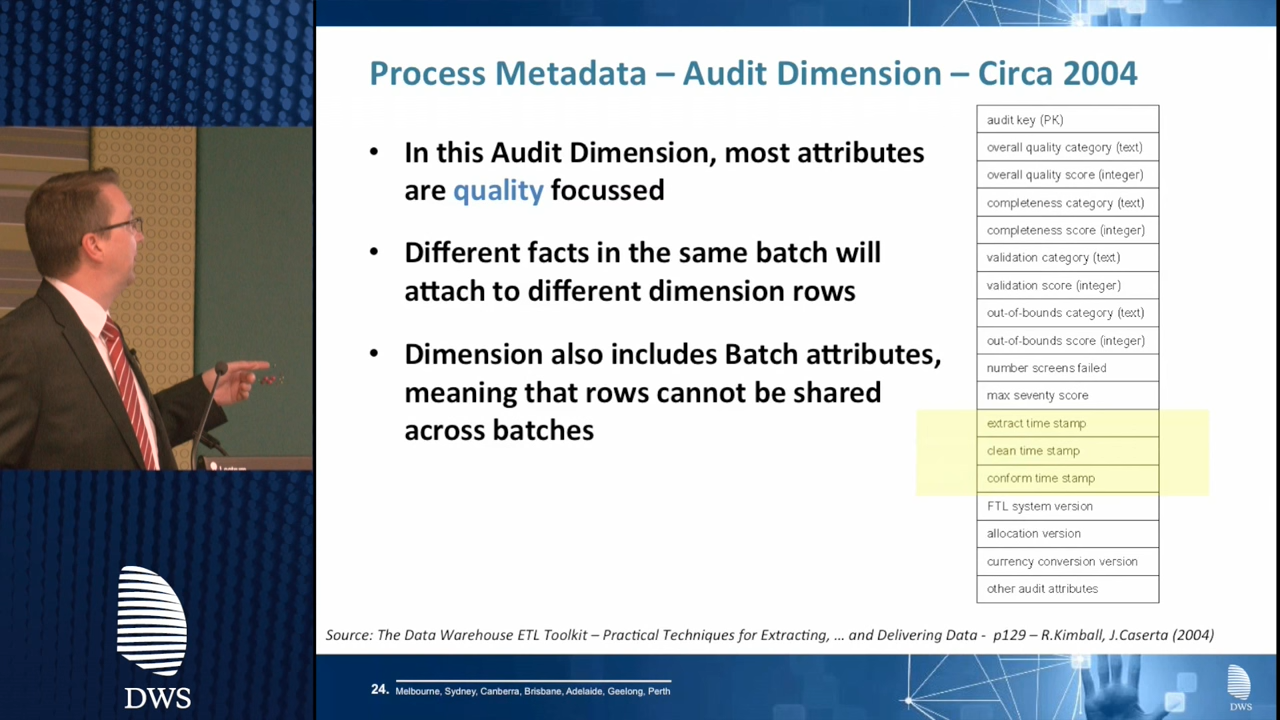 Process Metadata – Audit Dimension – Circa 2004
• In this Audit Dimension, most attributes
are quality focussed
• Different facts in the same batch will
attach to different dimension rows
• Dimension also includes Batch attributes,
meaning that rows cannot be shared
across batches
audit key (PK)
overall quality category (text)
overall quality score (integer)
completeness category (text)
completeness score (integer)
validation category (text)
validation score (integer)
out-of-bounds category (text)
out-of-bounds score (integer)
number screens failed
max severity score
extract time stamp
clean time stamp
conform time stamp
FTL system version
allocation version
currency conversion version
other audit attributes
Source: The Data Warehouse ETL Toolkit – Practical Techniques for Extracting, … and Delivering Data - p129 – R.Kimball, J.Caserta (2004)
24. Melbourne, Sydney, Canberra, Brisbane, Adelaide, Geelong, Perth
DWS
DWS